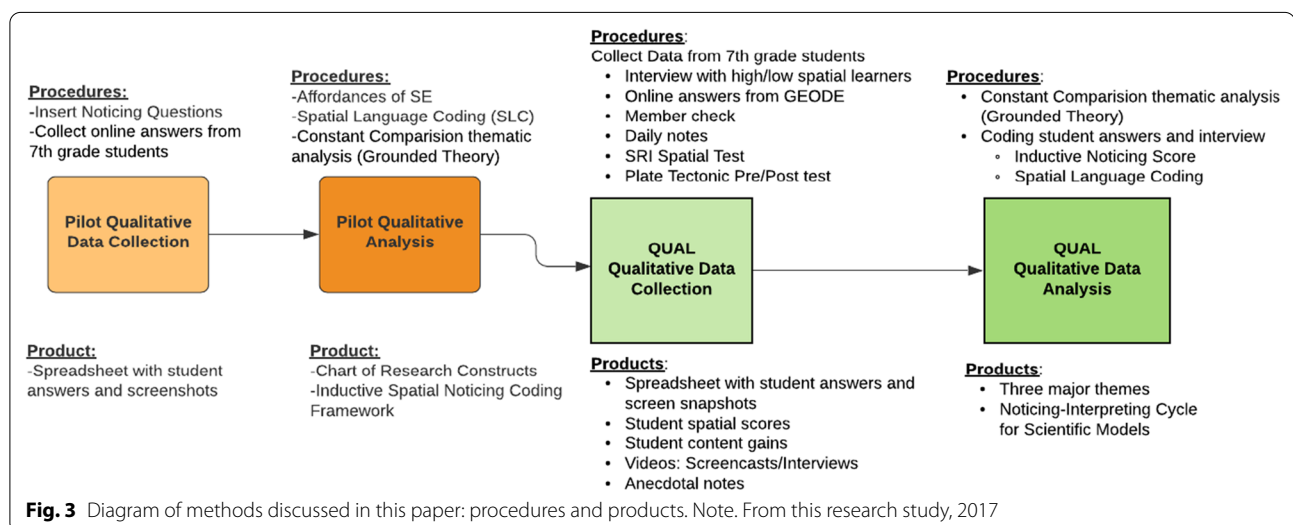 Procedures:
-Insert Noticing Questions
-Collect online answers from
7th grade students
Pilot Qualitative
Data Collection
Product:
-Spreadsheet with student
answers and screenshots
Procedures:
-Affordances of SE
-Spatial Language Coding (SLC)
-Constant Comparision thematic
analysis (Grounded Theory)
Pilot Qualitative
Analysis
Product:
-Chart of Research Constructs
-Inductive Spatial Noticing Coding
Framework
Procedures:
Collect Data from 7th grade students
• Interview with high/low spatial learners
• Online answers from GEODE
• Member check
• Daily notes
• SRI Spatial Test
• Plate Tectonic Pre/Post test
QUAL
Qualitative Data
Collection
Products:
• Spreadsheet with student answers and
screen snapshots
• Student spatial scores
• Student content gains
• Videos: Screencasts/Interviews
• Anecdotal notes
Procedures:
• Constant Comparision thematic analysis
(Grounded Theory)
• Coding student answers and interview
◦ Inductive Noticing Score
◦ Spatial Language Coding
QUAL
Qualitative Data
Analysis
Products:
• Three major themes
• Noticing-Interpreting Cycle
for Scientific Models
Fig. 3 Diagram of methods discussed in this paper: procedures and products. Note. From this research study, 2017